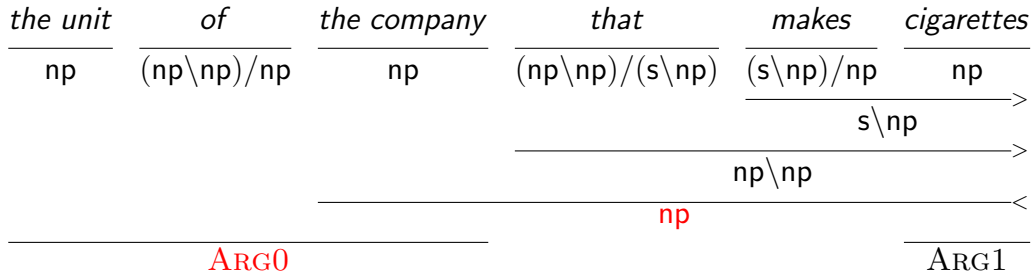 the unit of the company that makes cigarettes
np (np\np)/np np (np\np)/(s\np) (s\np)/np np
>
s\np
>
np\np
<
np
ARG0 ARG1